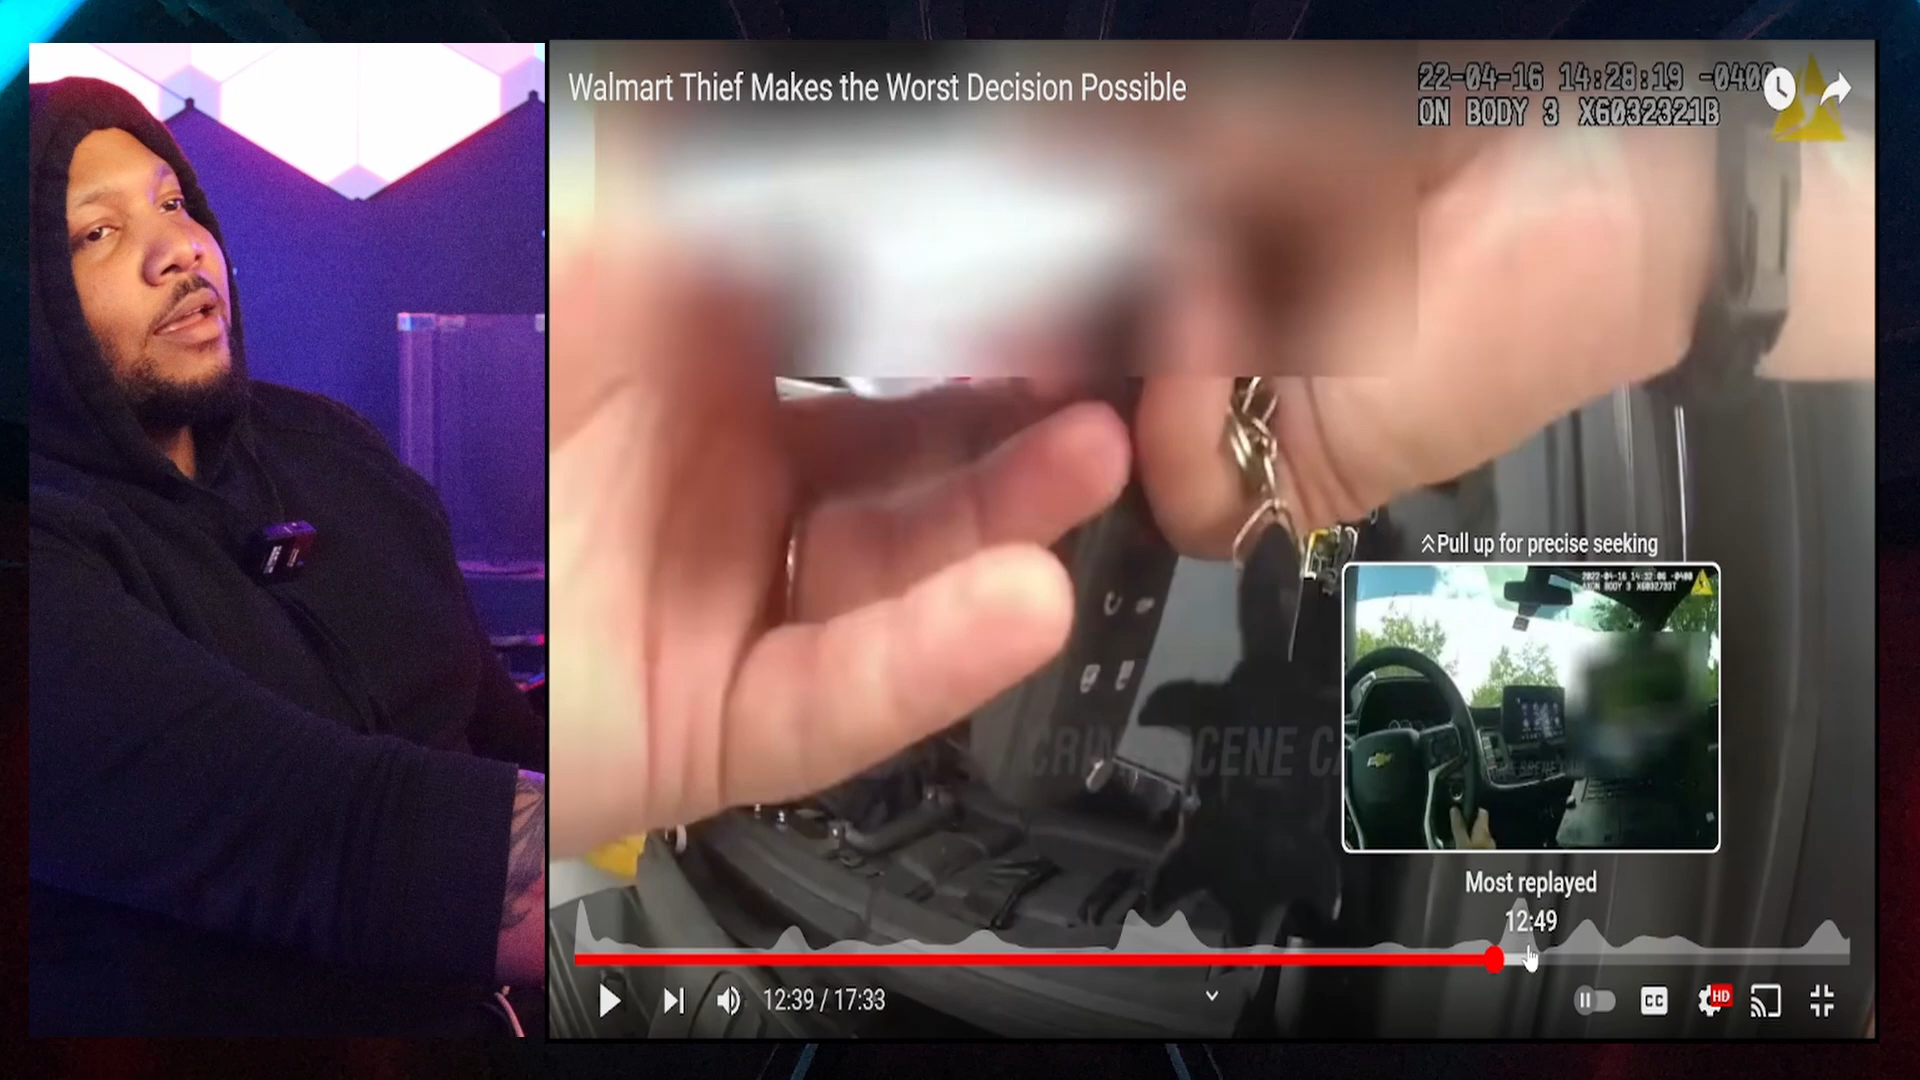 Walmart Thief Makes the Worst Decision Possible
22-04-16 14:28:19 -0400
ON BODY 3 X6032321B
Pull up for precise seeking
Most replayed
12:49
12:39 / 17:33
CC
HD